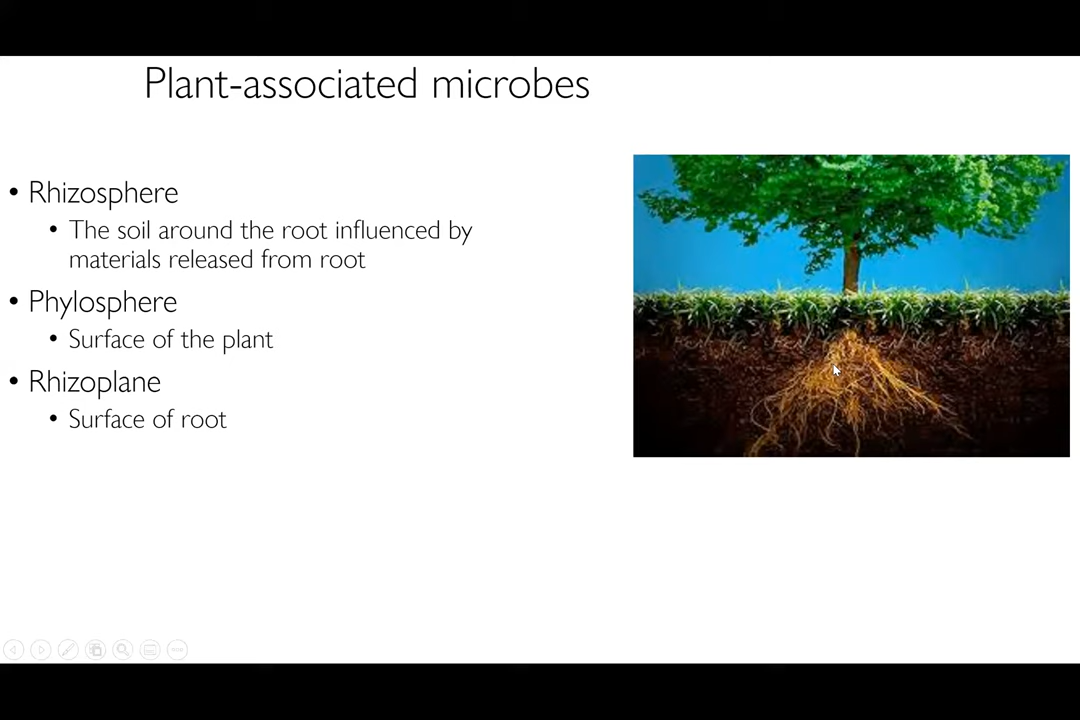 Plant-associated microbes
• Rhizosphere
• The soil around the root influenced by
materials released from root
• Phylosphere
• Surface of the plant
• Rhizoplane
• Surface of root